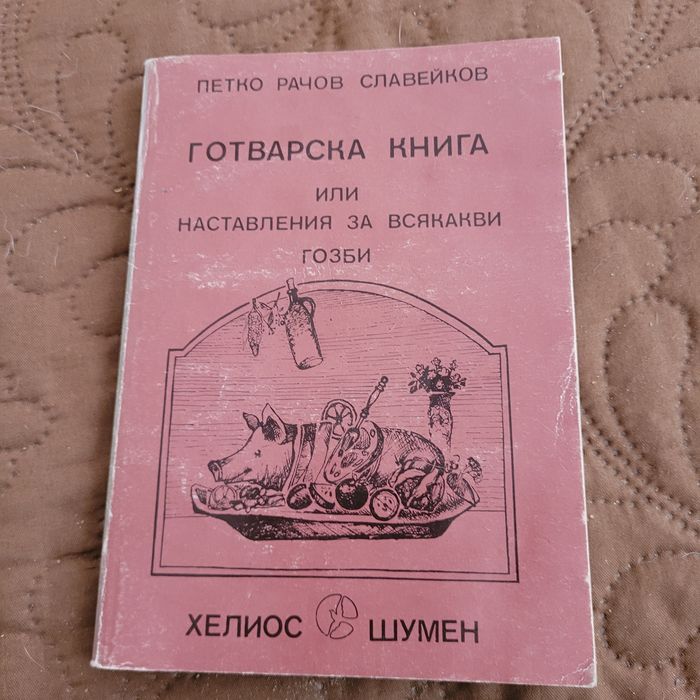 ПЕТКО РАЧОВ СЛАВЕЙКОВ
ГОТВАРСКА КНИГА
ИЛИ
НАСТАВЛЕНИЯ ЗА ВСЯКАКВИ
ГОЗБИ
ХЕЛИОС ШУМЕН